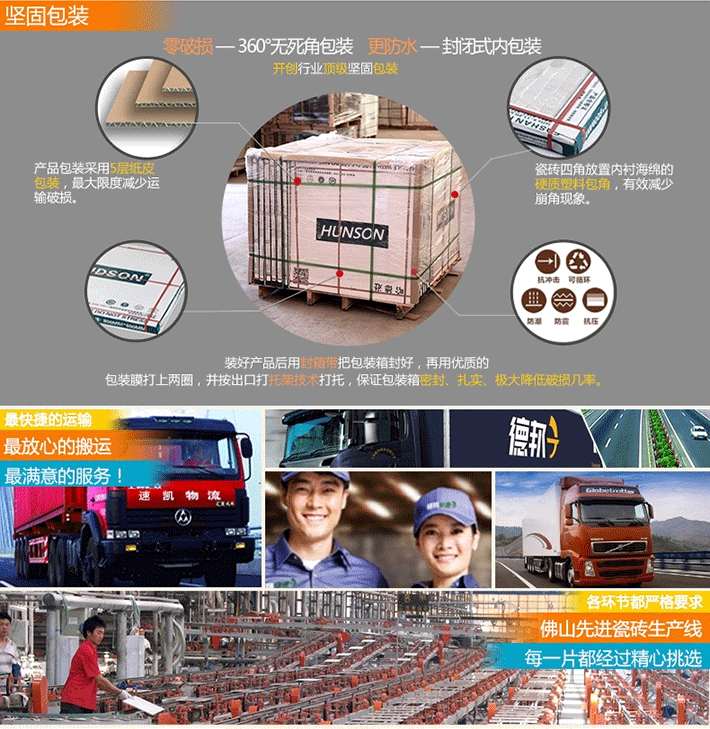 坚固包装
零破损 — 360°无死角包装 更防水 — 封闭式内包装
开创行业顶级坚固包装
产品包装采用5层纸皮
包装，最大限度减少运
输破损。
瓷砖四角放置内衬海绵的
硬质塑料包角，有效减少
崩角现象。
HUNSON
抗冲击 可循环
防潮 防震 抗压
装好产品后用封箱带把包装箱封好，再用优质的
包装膜打上两圈，并按出口打托架技术打托，保证包装箱密封、扎实、极大降低破损几率。
最快捷的运输
最放心的搬运
最满意的服务！
德邦
速凯物流
Globetrotter
各环节都严格要求
佛山先进瓷砖生产线
每一片都经过精心挑选